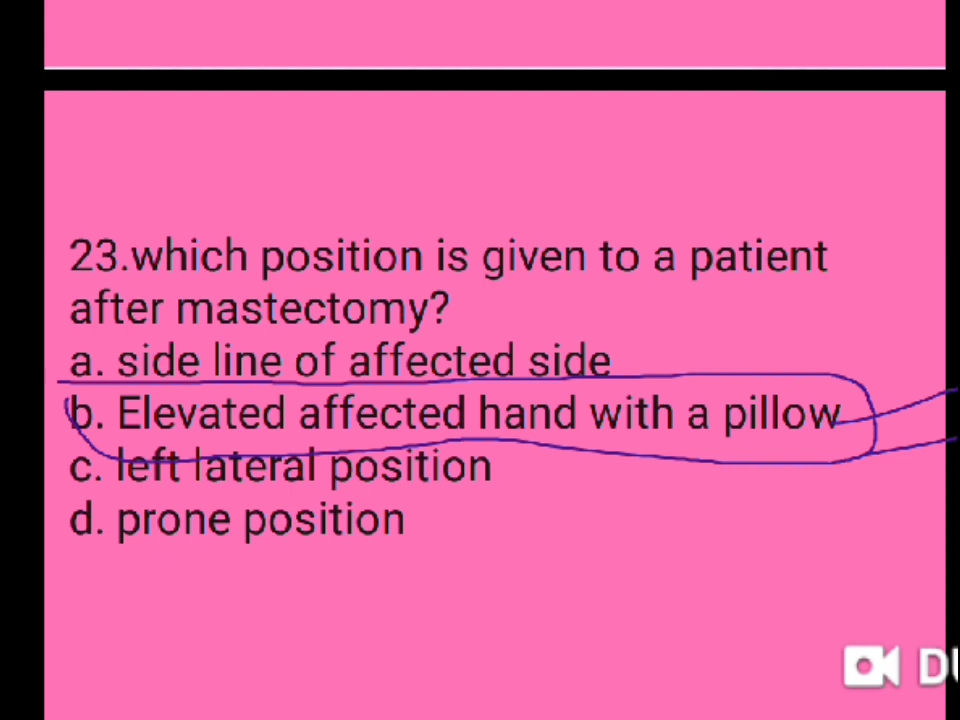 23.which position is given to a patient
after mastectomy?
a. side line of affected side
b. Elevated affected hand with a pillow
c. left lateral position
d. prone position